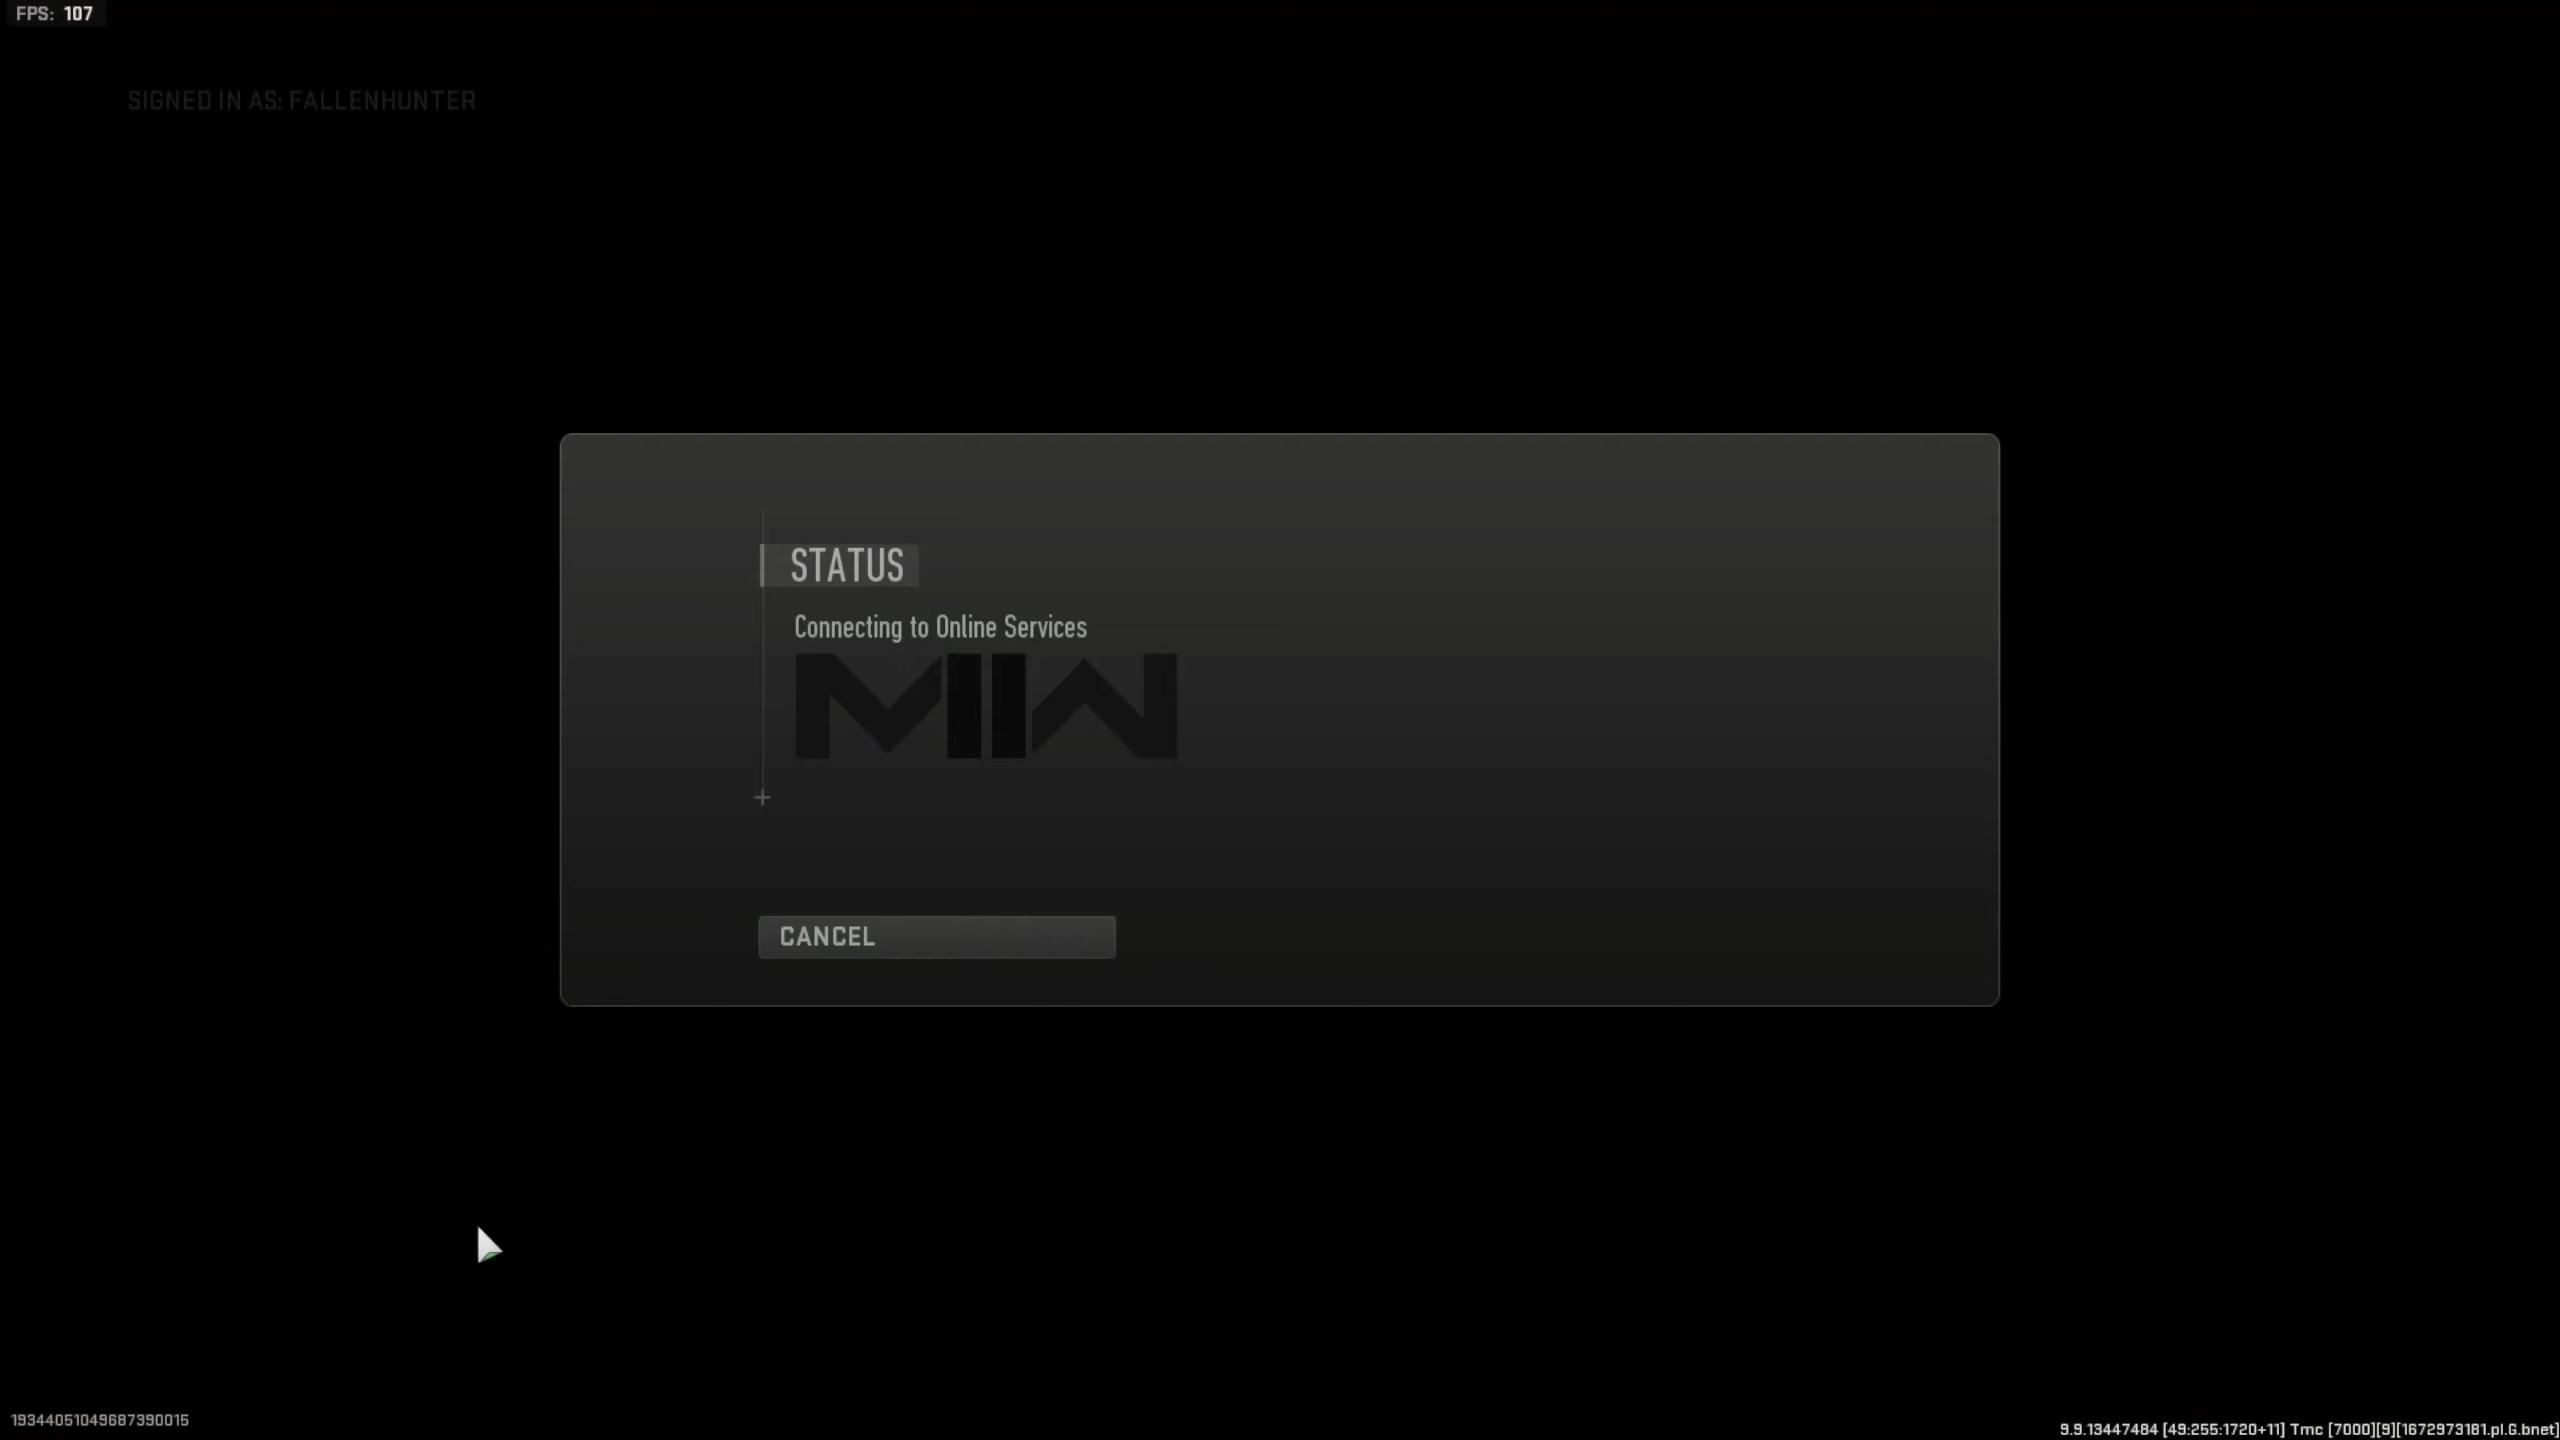 FPS: 107
SIGNED IN AS: FALLENHUNTER
STATUS
Connecting to Online Services
MIIW
CANCEL
19344051049687390015
9.9.13447484 [49:255:1720+11] Tmc [7000][9][1672973181.pl.G.bnet]